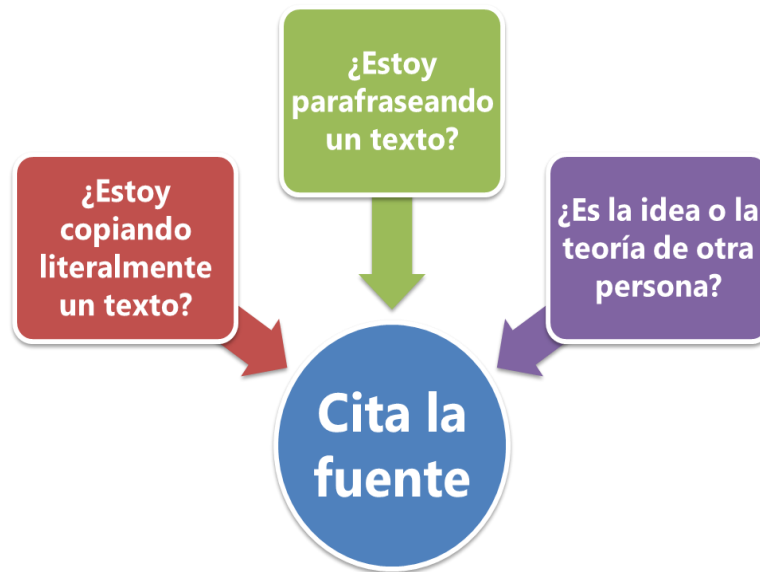 ¿Estoy
parafraseando
un texto?
¿Estoy
copiando
literalmente
un texto?
¿Es la idea o la
teoría de otra
persona?
Cita la
fuente